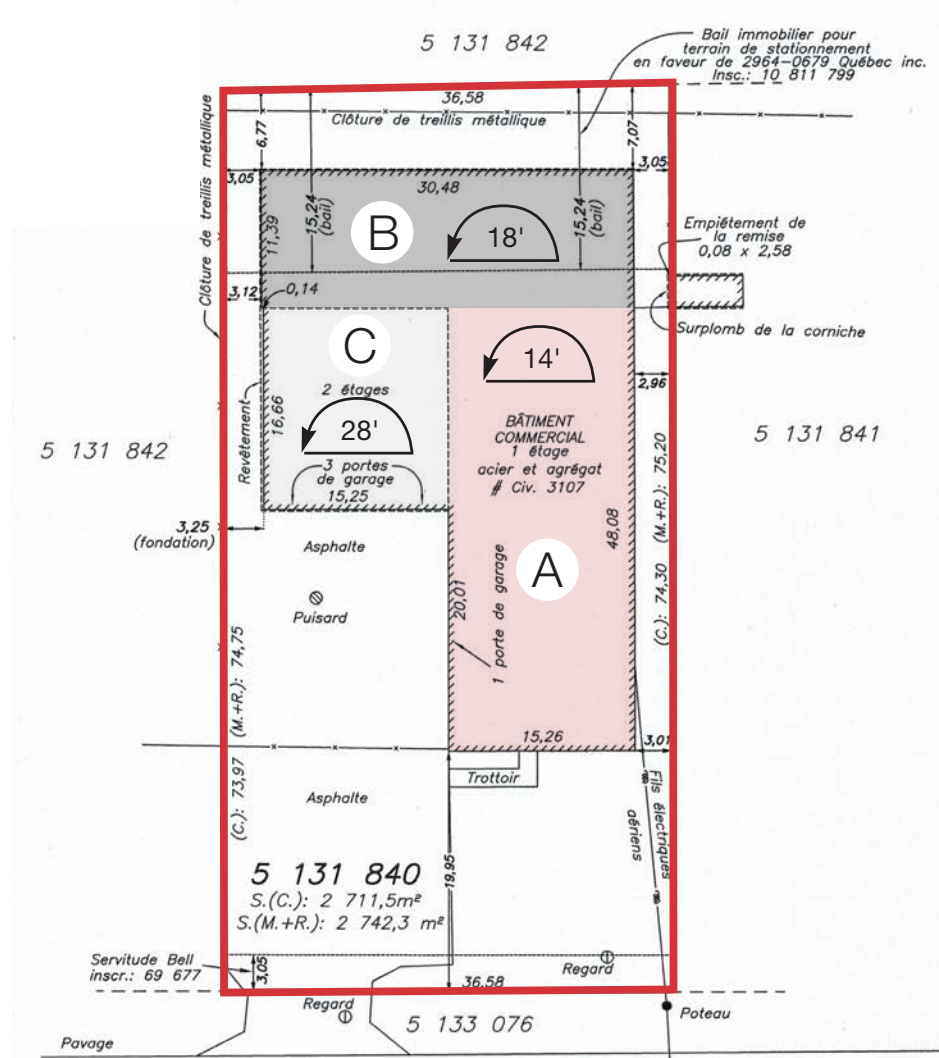 5 131 842
Bail immobilier pour
terrain de stationnement
en faveur de 2964-0679 Québec inc.
Insc.: 10 811 799
36,58
Clôture de treillis métallique
Clôture de treillis métallique
6,77
7,07
3,05
3,05
30,48
15,24
(bail)
15,24
(bail)
11,39
B
18'
Empiétement de
la remise
0,08 x 2,58
3,12
0,14
Surplomb de la corniche
C
14'
2,96
2 étages
28'
16,66
Revêtement
BÂTIMENT
COMMERCIAL
1 étage
acier et agrégat
# Civ. 3107
5 131 842
5 131 841
3 portes
de garage
15,25
3,25
(fondation)
Asphalte
48,08
(C.): 74,30 (M.+R.): 75,20
A
20,01
1 porte de garage
Puisard
(C.): 73,97 (M.+R.): 74,75
15,26
3,01
Trottoir
Asphalte
Fils électriques
aériens
19,95
5 131 840
S.(C.): 2 711,5m²
S.(M.+R.): 2 742,3 m²
Servitude Bell
inscr.: 69 677
3,05
Regard
36,58
Regard
5 133 076
Poteau
Pavage